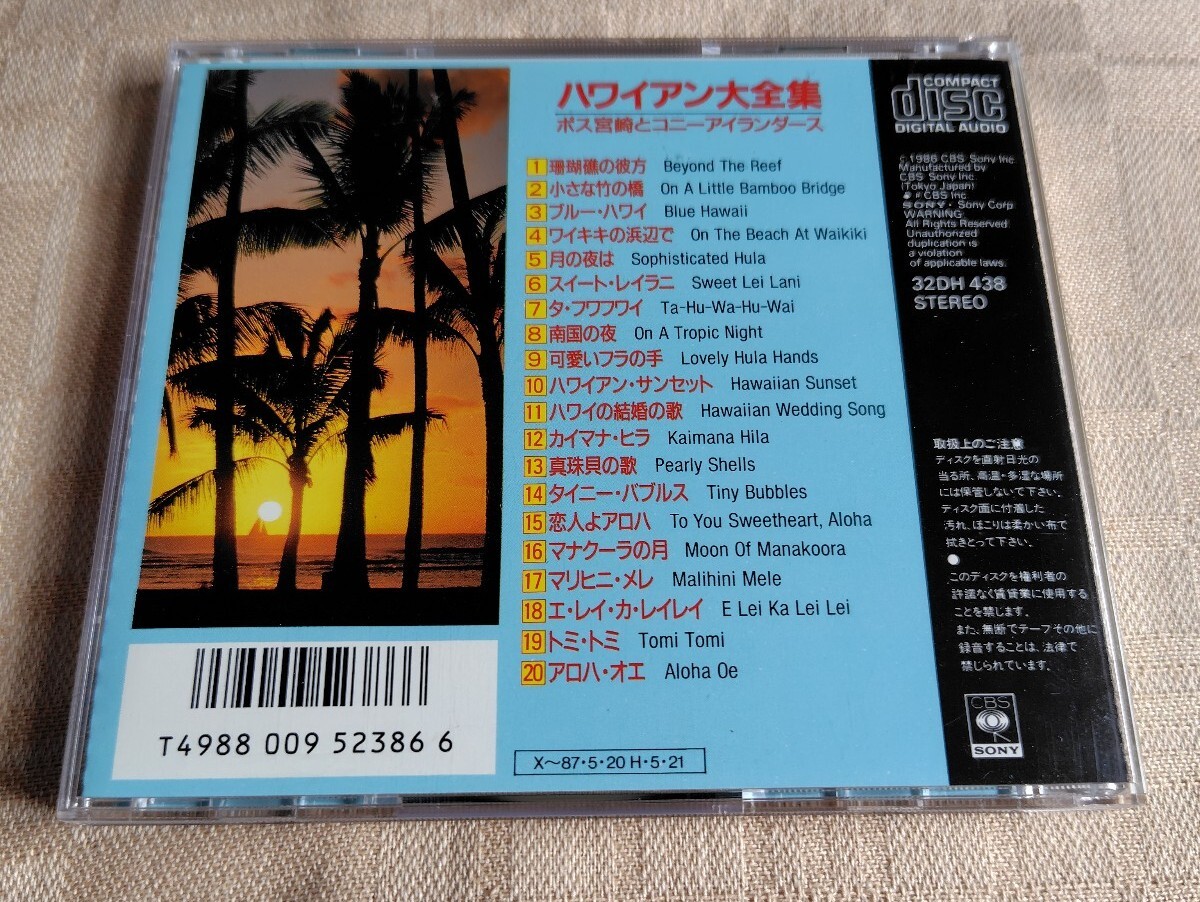 ハワイアン大全集
ポス宮崎とコニーアイランダース
1 珊瑚礁の彼方 Beyond The Reef
2 小さな竹の橋 On A Little Bamboo Bridge
3 ブルー・ハワイ Blue Hawaii
4 ワイキキの浜辺で On The Beach At Waikiki
5 月の夜は Sophisticated Hula
6 スイート・レイラニ Sweet Lei Lani
7 タ・フワフワイ Ta-Hu-Wa-Hu-Wai
8 南国の夜 On A Tropic Night
9 可愛いフラの手 Lovely Hula Hands
10 ハワイアン・サンセット Hawaiian Sunset
11 ハワイの結婚の歌 Hawaiian Wedding Song
12 カイマナ・ヒラ Kaimana Hila
13 真珠貝の歌 Pearly Shells
14 タイニー・バブルス Tiny Bubbles
15 恋人よアロハ To You Sweetheart, Aloha
16 マナクーラの月 Moon Of Manakoora
17 マリヒニ・メレ Malihini Mele
18 エ・レイ・カ・レイレイ E Lei Ka Lei Lei
19 トミ・トミ Tomi Tomi
20 アロハ・オエ Aloha Oe
T4988 009 52386 6
X〜87・5・20 H・5・21
COMPACT
disc
DIGITAL AUDIO
c. 1986 CBS Sony Inc.
Manufactured by
CBS Sony Inc.
(Tokyo Japan)
CBS Inc
SONY・Sony Corp
WARNING:
All Rights Reserved.
Unauthorized
duplication is
a violation
of applicable laws.
32DH 438
STEREO
取扱上のご注意
ディスクを直射日光の
当る所、高温・多湿な場所
には保管しないで下さい。
ディスク面に付着した
汚れ、ほこりは柔かい布で
拭きとって下さい。
このディスクを権利者の
許諾なく賃貸業に使用する
ことを禁じます。
また、無断でテープその他に
録音することは、法律で
禁じられています。
CBS
SONY